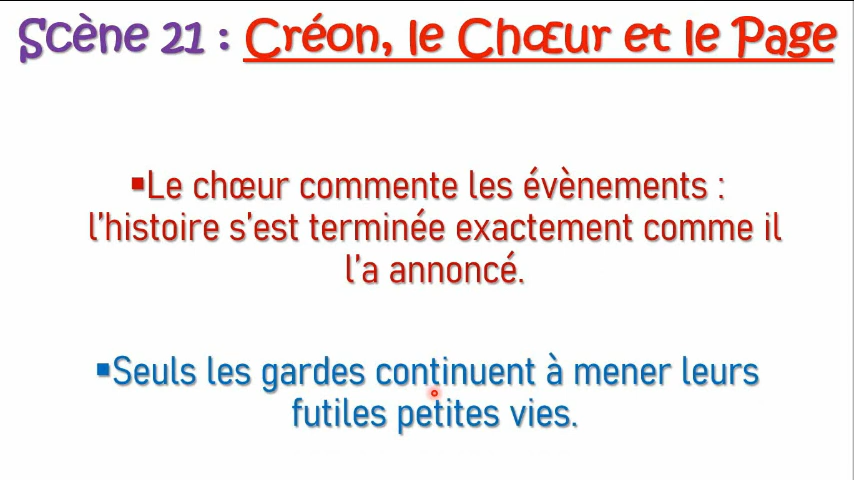 Scène 21 : Créon, le Chœur et le Page
▪Le chœur commente les évènements :
l'histoire s'est terminée exactement comme il
l'a annoncé.
▪Seuls les gardes continuent à mener leurs
futiles petites vies.